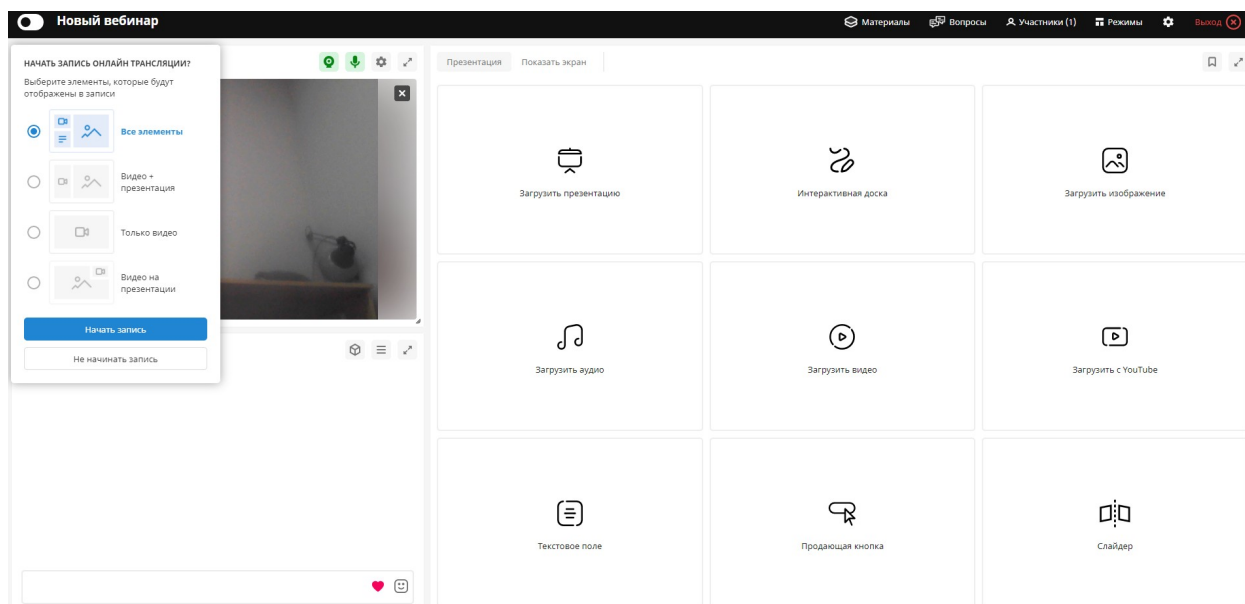 Новый вебинар
Материалы
Вопросы
Участники (1)
Режимы
Выход
НАЧАТЬ ЗАПИСЬ ОНЛАЙН ТРАНСЛЯЦИИ?
Выберите элементы, которые будут
отображены в записи
Все элементы
Видео +
презентация
Только видео
Видео на
презентации
Начать запись
Не начинать запись
Презентация
Показать экран
Загрузить презентацию
Интерактивная доска
Загрузить изображение
Загрузить аудио
Загрузить видео
Загрузить с YouTube
Текстовое поле
Продающая кнопка
Слайдер